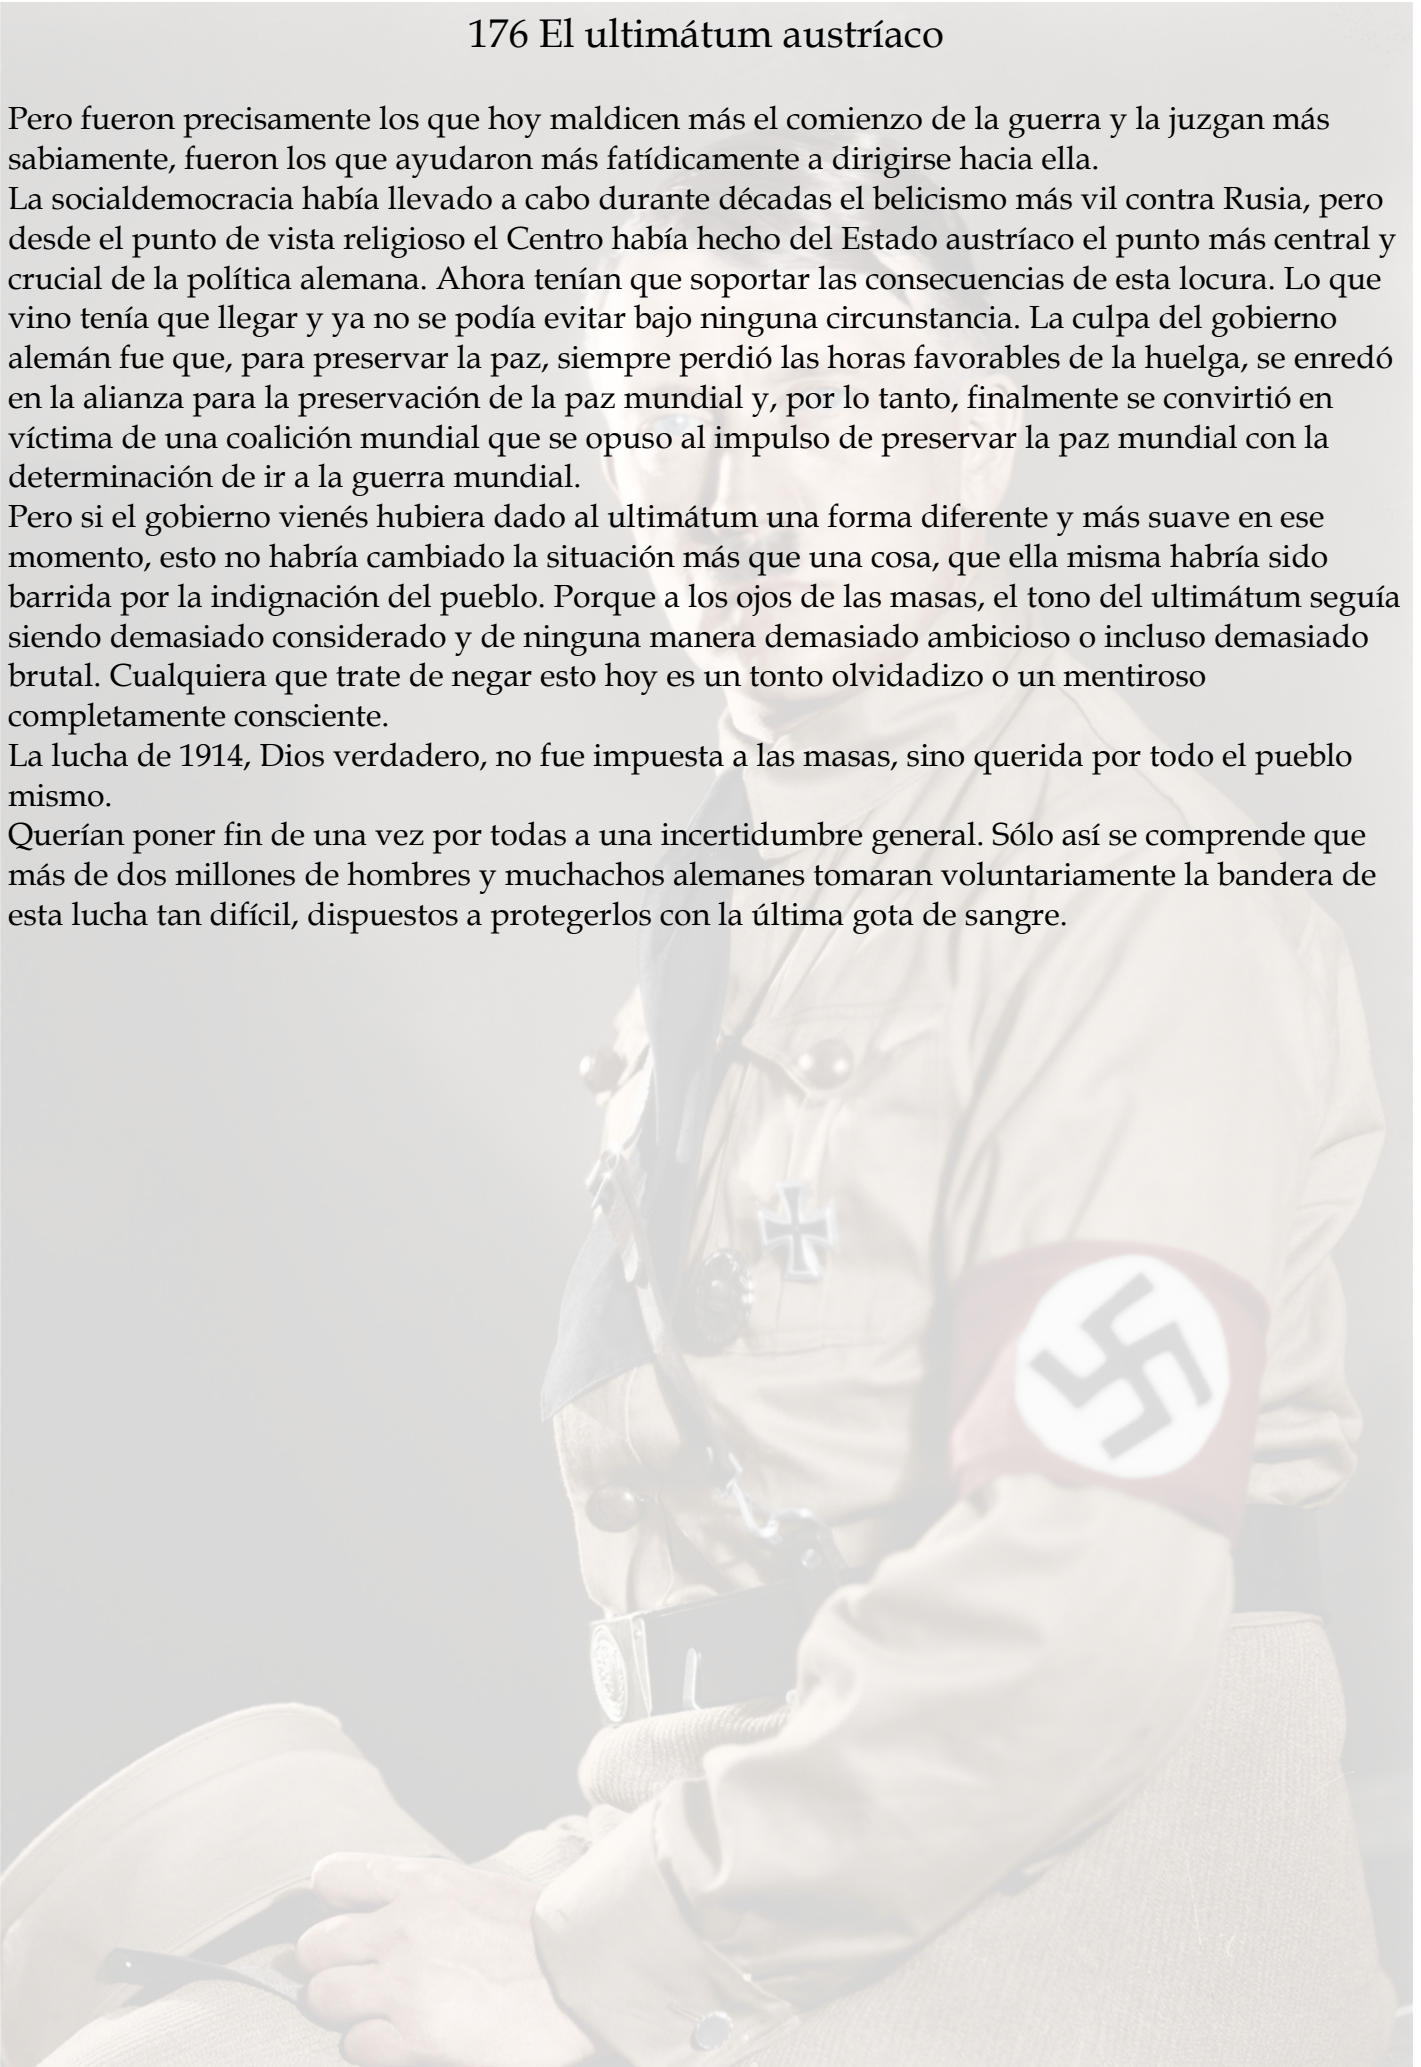 176 El ultimátum austríaco
Pero fueron precisamente los que hoy maldicen más el comienzo de la guerra y la juzgan más
sabiamente, fueron los que ayudaron más fatídicamente a dirigirse hacia ella.
La socialdemocracia había llevado a cabo durante décadas el belicismo más vil contra Rusia, pero
desde el punto de vista religioso el Centro había hecho del Estado austríaco el punto más central y
crucial de la política alemana. Ahora tenían que soportar las consecuencias de esta locura. Lo que
vino tenía que llegar y ya no se podía evitar bajo ninguna circunstancia. La culpa del gobierno
alemán fue que, para preservar la paz, siempre perdió las horas favorables de la huelga, se enredó
en la alianza para la preservación de la paz mundial y, por lo tanto, finalmente se convirtió en
víctima de una coalición mundial que se opuso al impulso de preservar la paz mundial con la
determinación de ir a la guerra mundial.
Pero si el gobierno vienés hubiera dado al ultimátum una forma diferente y más suave en ese
momento, esto no habría cambiado la situación más que una cosa, que ella misma habría sido
barrida por la indignación del pueblo. Porque a los ojos de las masas, el tono del ultimátum seguía
siendo demasiado considerado y de ninguna manera demasiado ambicioso o incluso demasiado
brutal. Cualquiera que trate de negar esto hoy es un tonto olvidadizo o un mentiroso
completamente consciente.
La lucha de 1914, Dios verdadero, no fue impuesta a las masas, sino querida por todo el pueblo
mismo.
Querían poner fin de una vez por todas a una incertidumbre general. Sólo así se comprende que
más de dos millones de hombres y muchachos alemanes tomaran voluntariamente la bandera de
esta lucha tan difícil, dispuestos a protegerlos con la última gota de sangre.